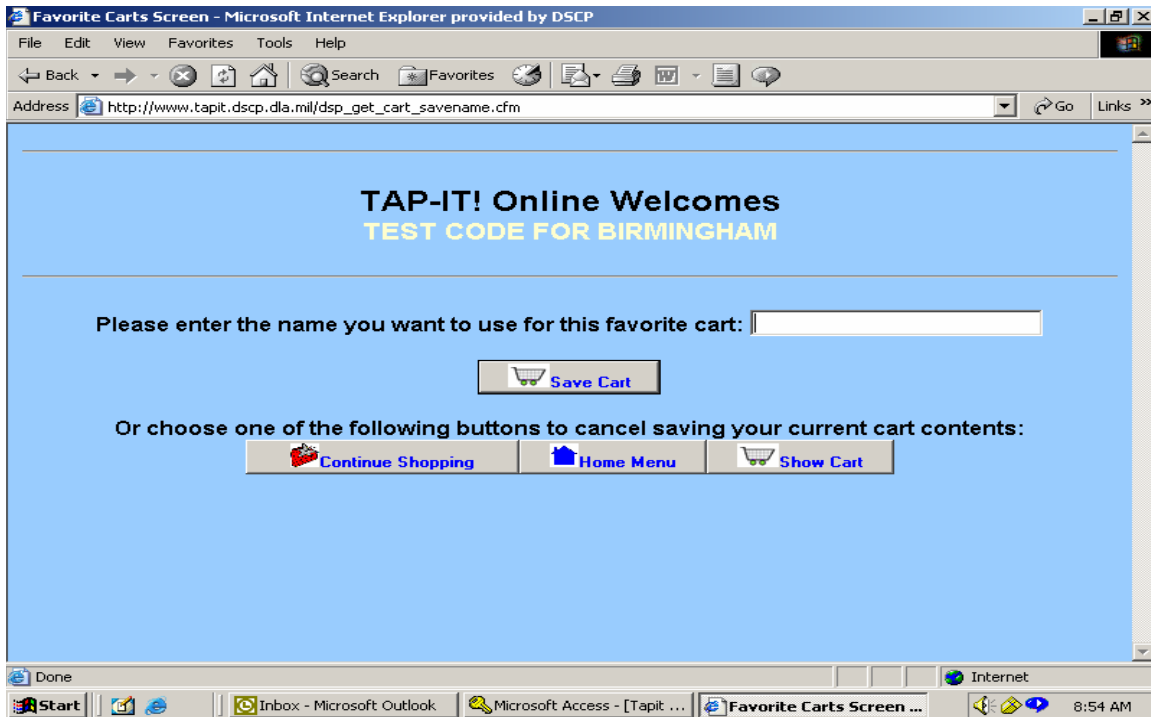 Favorite Carts Screen - Microsoft Internet Explorer provided by DSCP
File Edit View Favorites Tools Help
Back Search Favorites
Address http://www.tapit.dscp.dla.mil/dsp_get_cart_savename.cfm Go Links »
TAP-IT! Online Welcomes
TEST CODE FOR BIRMINGHAM
Please enter the name you want to use for this favorite cart:
Save Cart
Or choose one of the following buttons to cancel saving your current cart contents:
Continue Shopping Home Menu Show Cart
Done Internet
Start Inbox - Microsoft Outlook Microsoft Access - [Tapit ... Favorite Carts Screen ... 8:54 AM